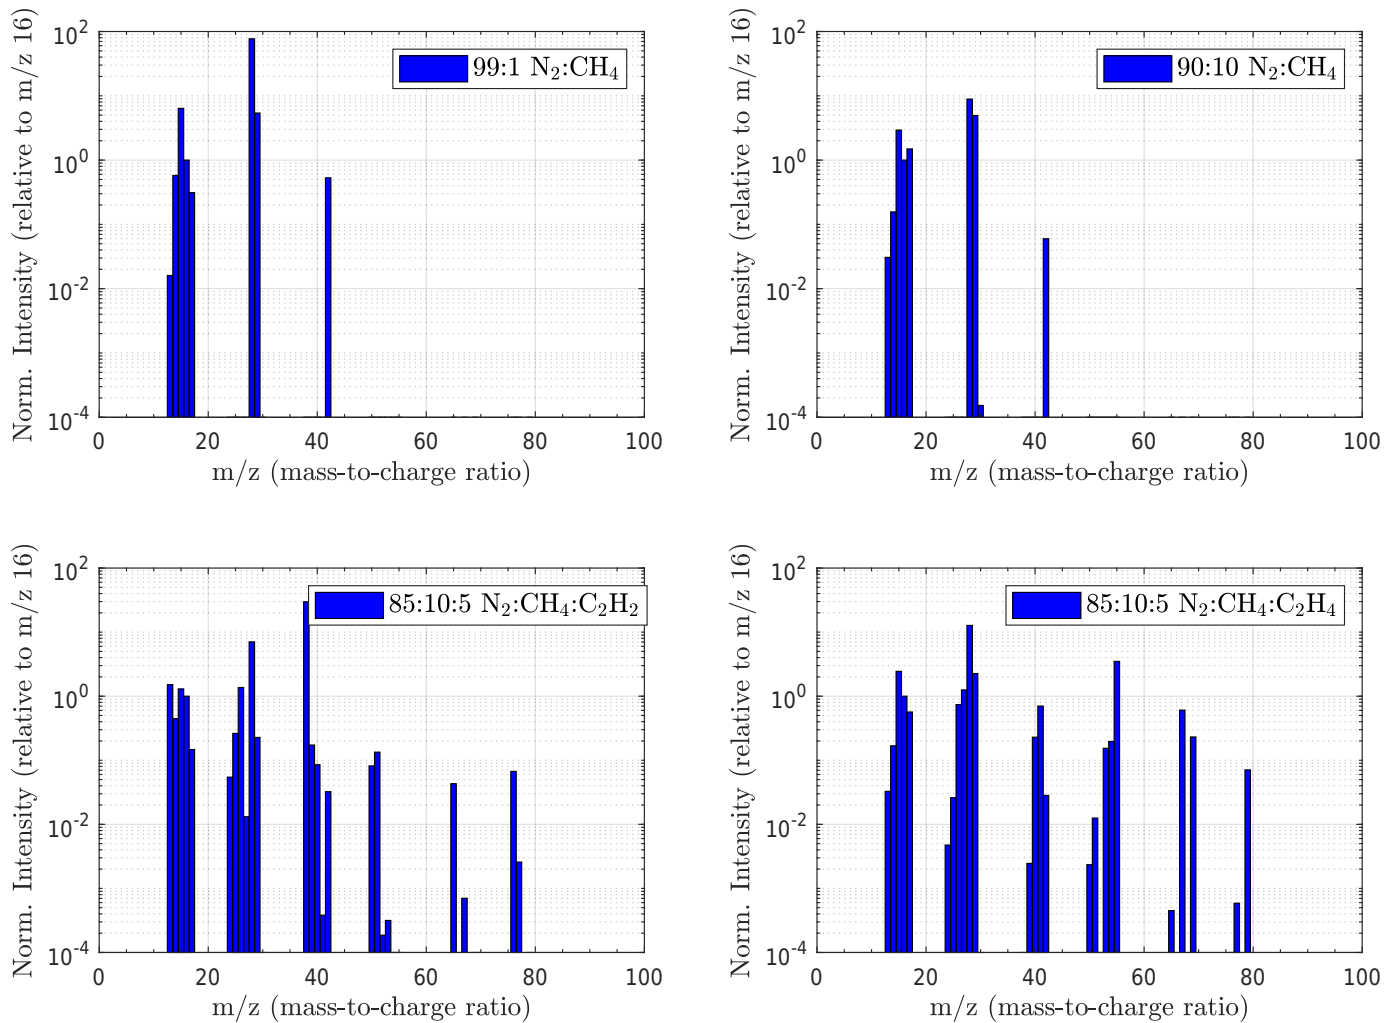 Norm. Intensity (relative to m/z 16)
10^2
10^0
10^-2
10^-4
99:1 N₂:CH₄
0 20 40 60 80 100
m/z (mass-to-charge ratio)
Norm. Intensity (relative to m/z 16)
10^2
10^0
10^-2
10^-4
90:10 N₂:CH₄
0 20 40 60 80 100
m/z (mass-to-charge ratio)
Norm. Intensity (relative to m/z 16)
10^2
10^0
10^-2
10^-4
85:10:5 N₂:CH₄:C₂H₂
0 20 40 60 80 100
m/z (mass-to-charge ratio)
Norm. Intensity (relative to m/z 16)
10^2
10^0
10^-2
10^-4
85:10:5 N₂:CH₄:C₂H₄
0 20 40 60 80 100
m/z (mass-to-charge ratio)